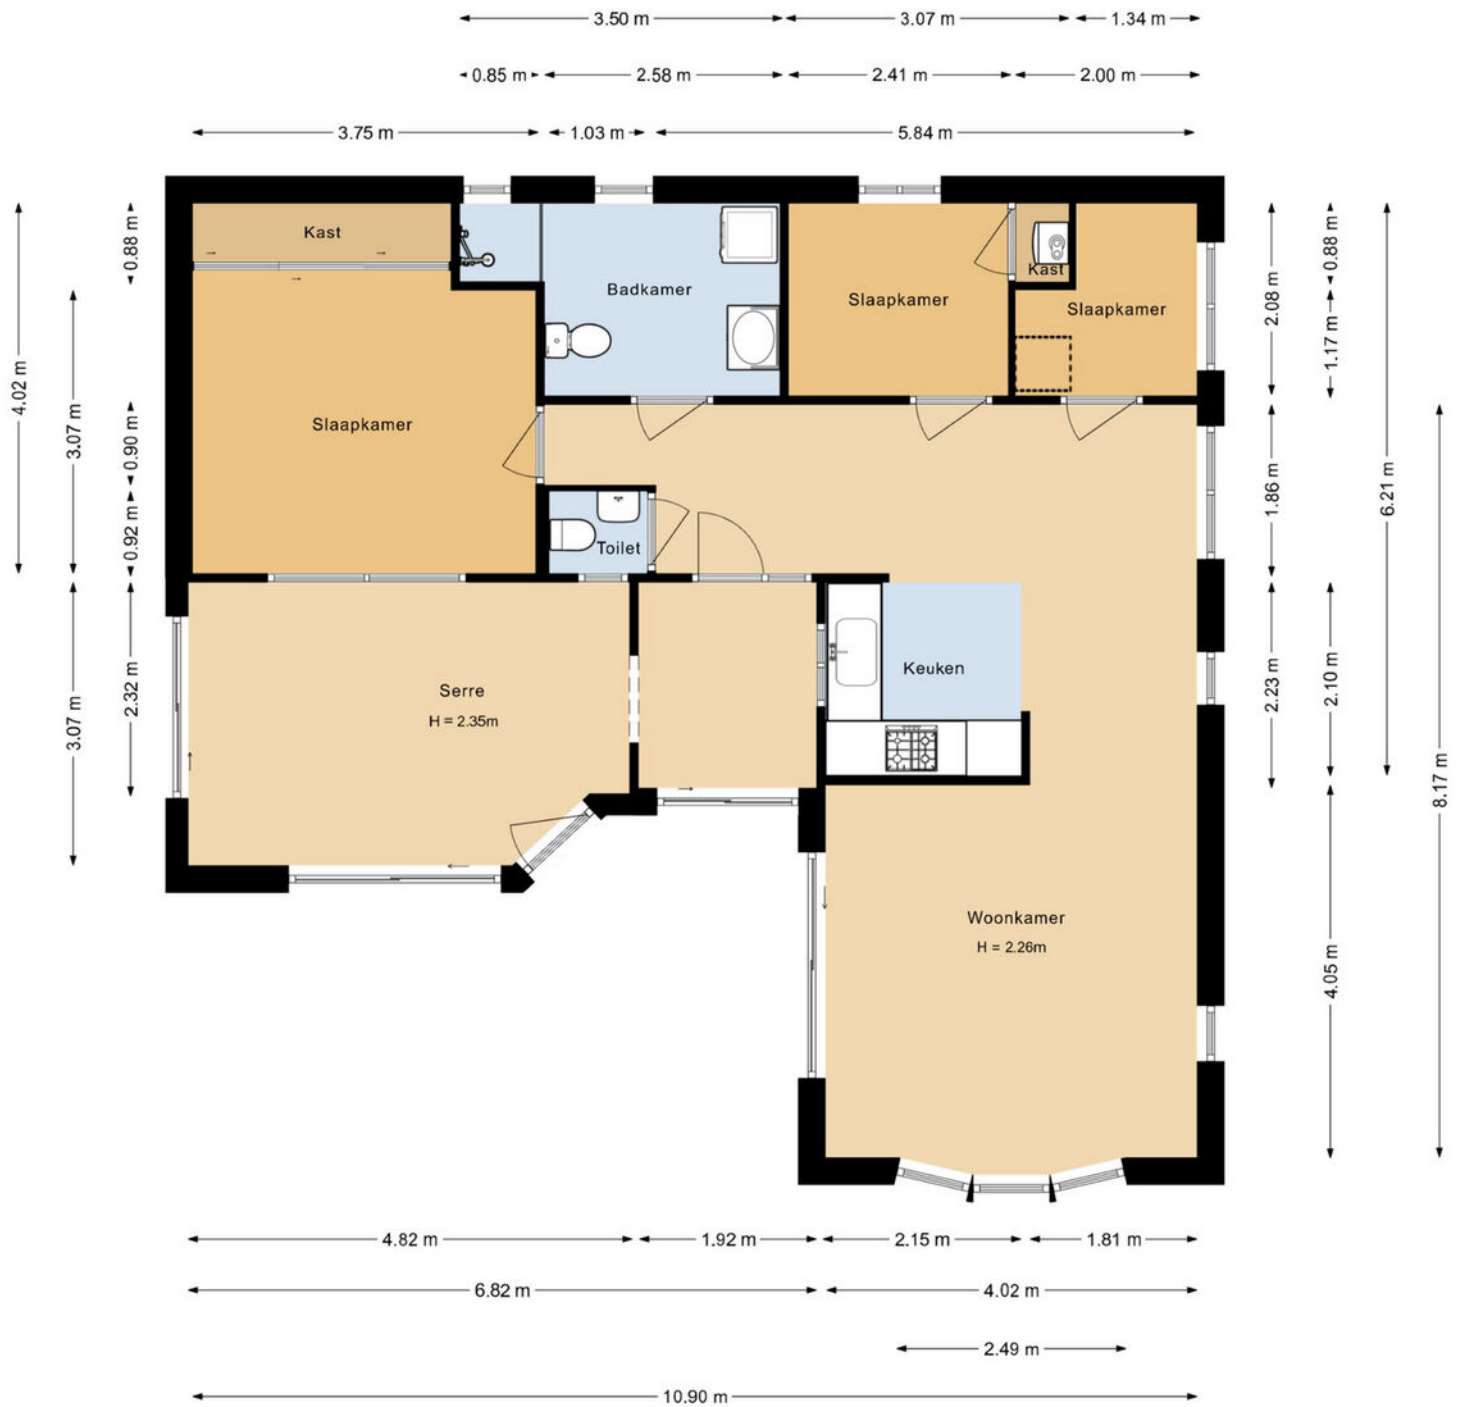 3.50 m 3.07 m 1.34 m
0.85 m 2.58 m 2.41 m 2.00 m
3.75 m 1.03 m 5.84 m
4.02 m
3.07 m
0.88 m
0.90 m
0.92 m
3.07 m
2.32 m
Kast
Badkamer
Slaapkamer
Kast
Slaapkamer
Slaapkamer
Toilet
Serre
H = 2.35m
Keuken
Woonkamer
H = 2.26m
2.08 m
1.86 m
2.23 m
0.88 m
1.17 m
2.10 m
4.05 m
6.21 m
8.17 m
4.82 m 1.92 m 2.15 m 1.81 m
6.82 m 4.02 m
2.49 m
10.90 m